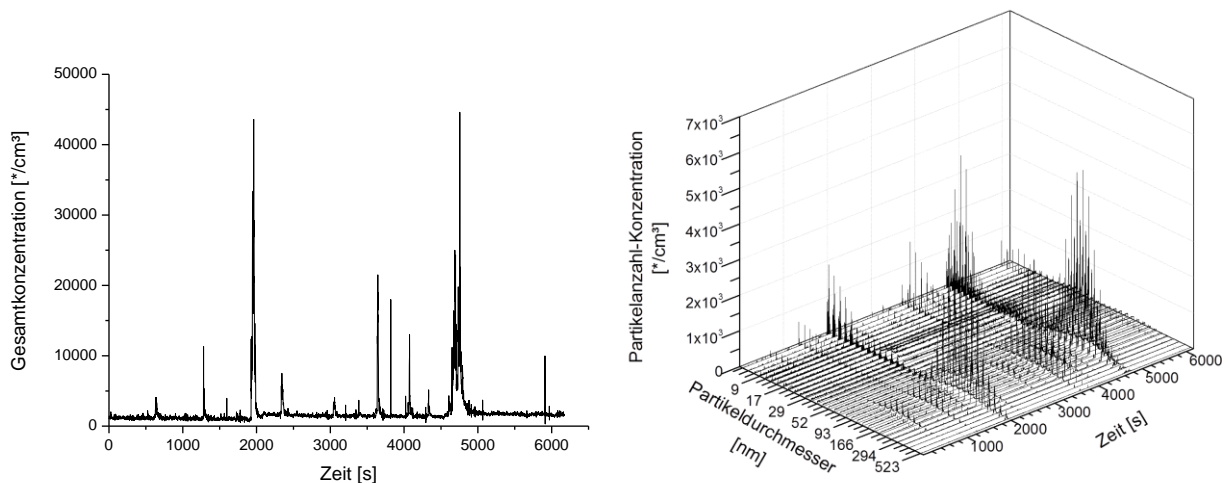 50000
40000
30000
20000
10000
0
Gesamtkonzentration [*/cm³]
0 1000 2000 3000 4000 5000 6000
Zeit [s]
7x10³
6x10³
5x10³
4x10³
3x10³
2x10³
1x10³
0
Partikelanzahl-Konzentration
[*/cm³]
9
17
29
52
93
166
294
523
Partikeldurchmesser
[nm]
1000
2000
3000
4000
5000
6000
Zeit [s]